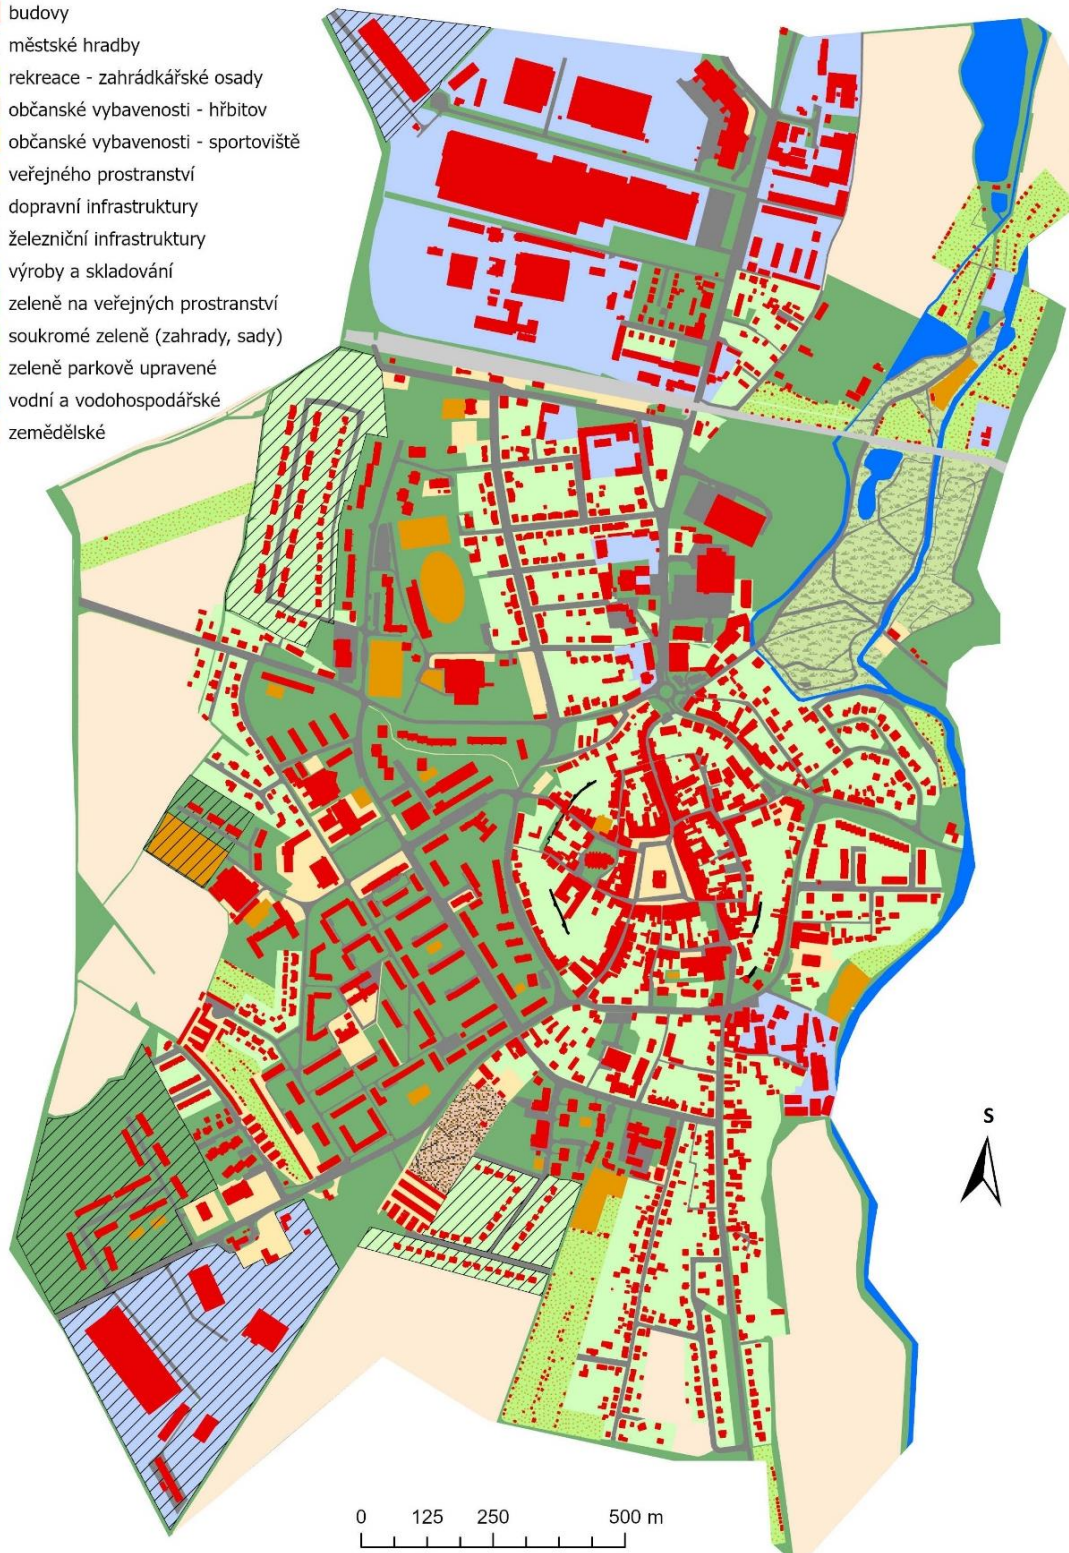 budovy
městské hradby
rekreace - zahrádkářské osady
občanské vybavenosti - hřbitov
občanské vybavenosti - sportoviště
veřejného prostranství
dopravní infrastruktury
železniční infrastruktury
výroby a skladování
zeleně na veřejných prostranství
soukromé zeleně (zahrady, sady)
zeleně parkově upravené
vodní a vodohospodářské
zemědělské
S
0 125 250 500 m